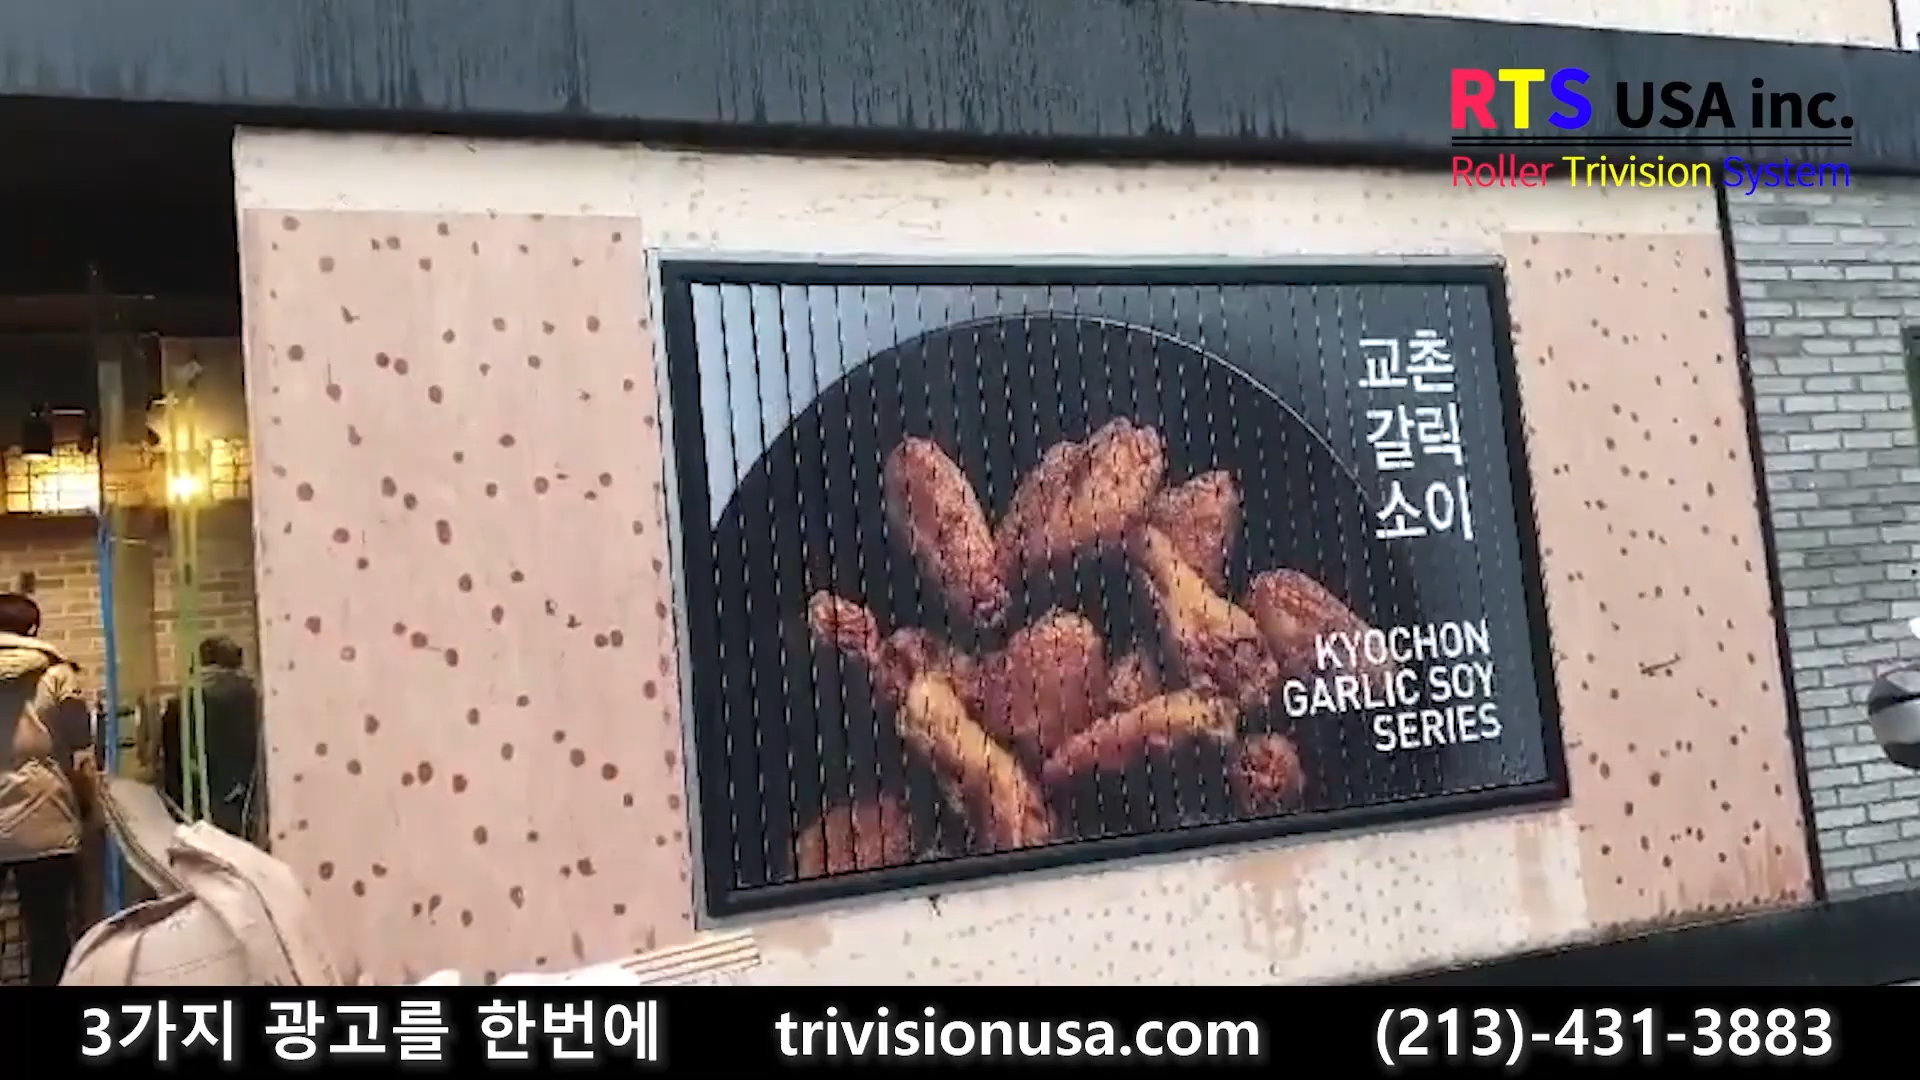 RTS USA inc.
Roller Trivision System
교촌
갈릭
소이
KYOCHON
GARLIC SOY
SERIES
3가지 광고를 한번에 trivisionusa.com (213)-431-3883